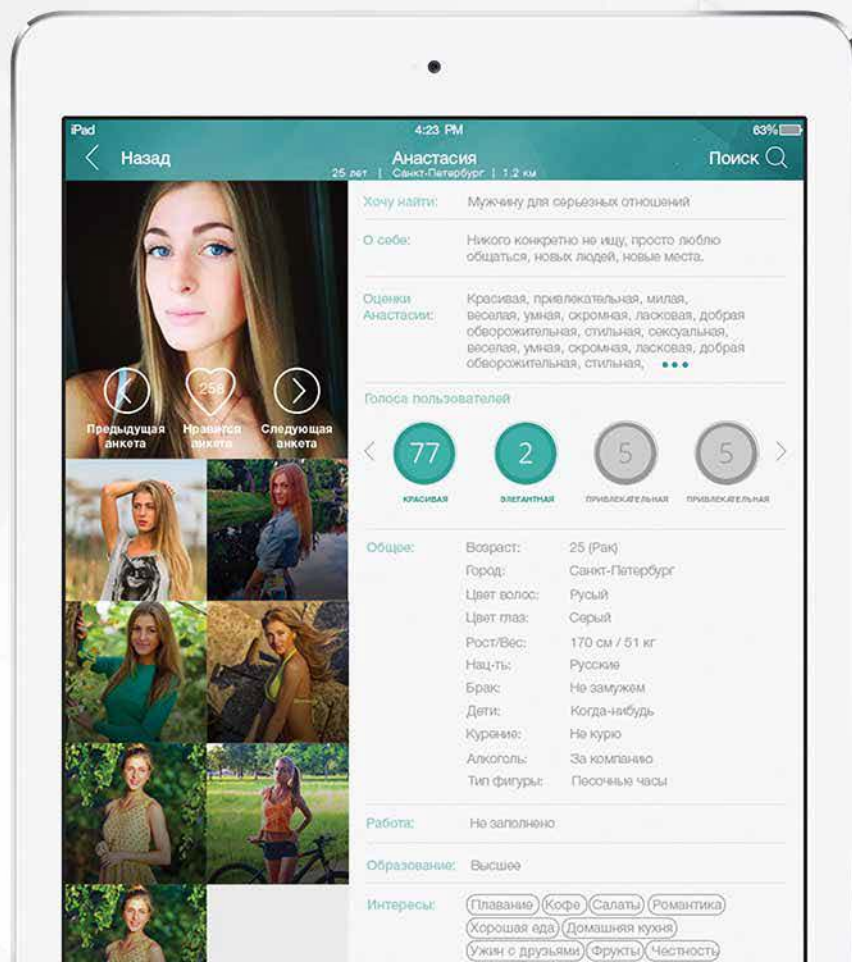 iPad
4:23 PM
63%
Назад
Анастасия
Поиск
25 лет | Санкт-Петербург | 1.2 км
Хочу найти:
Мужчину для серьезных отношений
О себе:
Никого конкретно не ищу, просто люблю
общаться, новых людей, новые места.
Оценки
Анастасии:
Красивая, привлекательная, милая,
веселая, умная, скромная, ласковая, добрая
обворожительная, стильная, сексуальная,
веселая, умная, скромная, ласковая, добрая
обворожительная, стильная,
258
Предыдущая
анкета
Нравится
анкета
Следующая
анкета
Голоса пользователей
77
2
5
5
КРАСИВАЯ
ЭЛЕГАНТНАЯ
ПРИВЛЕКАТЕЛЬНАЯ
ПРИВЛЕКАТЕЛЬНАЯ
Общее:
Возраст: 25 (Рак)
Город: Санкт-Петербург
Цвет волос: Русый
Цвет глаз: Серый
Рост/Вес: 170 см / 51 кг
Нац-ть: Русские
Брак: Не замужем
Дети: Когда-нибудь
Курение: Не курю
Алкоголь: За компанию
Тип фигуры: Песочные часы
Работа: Не заполнено
Образование: Высшее
Интересы: Плавание Кофе Салаты Романтика
Хорошая еда Домашняя кухня
Ужин с друзьями Фрукты Честность